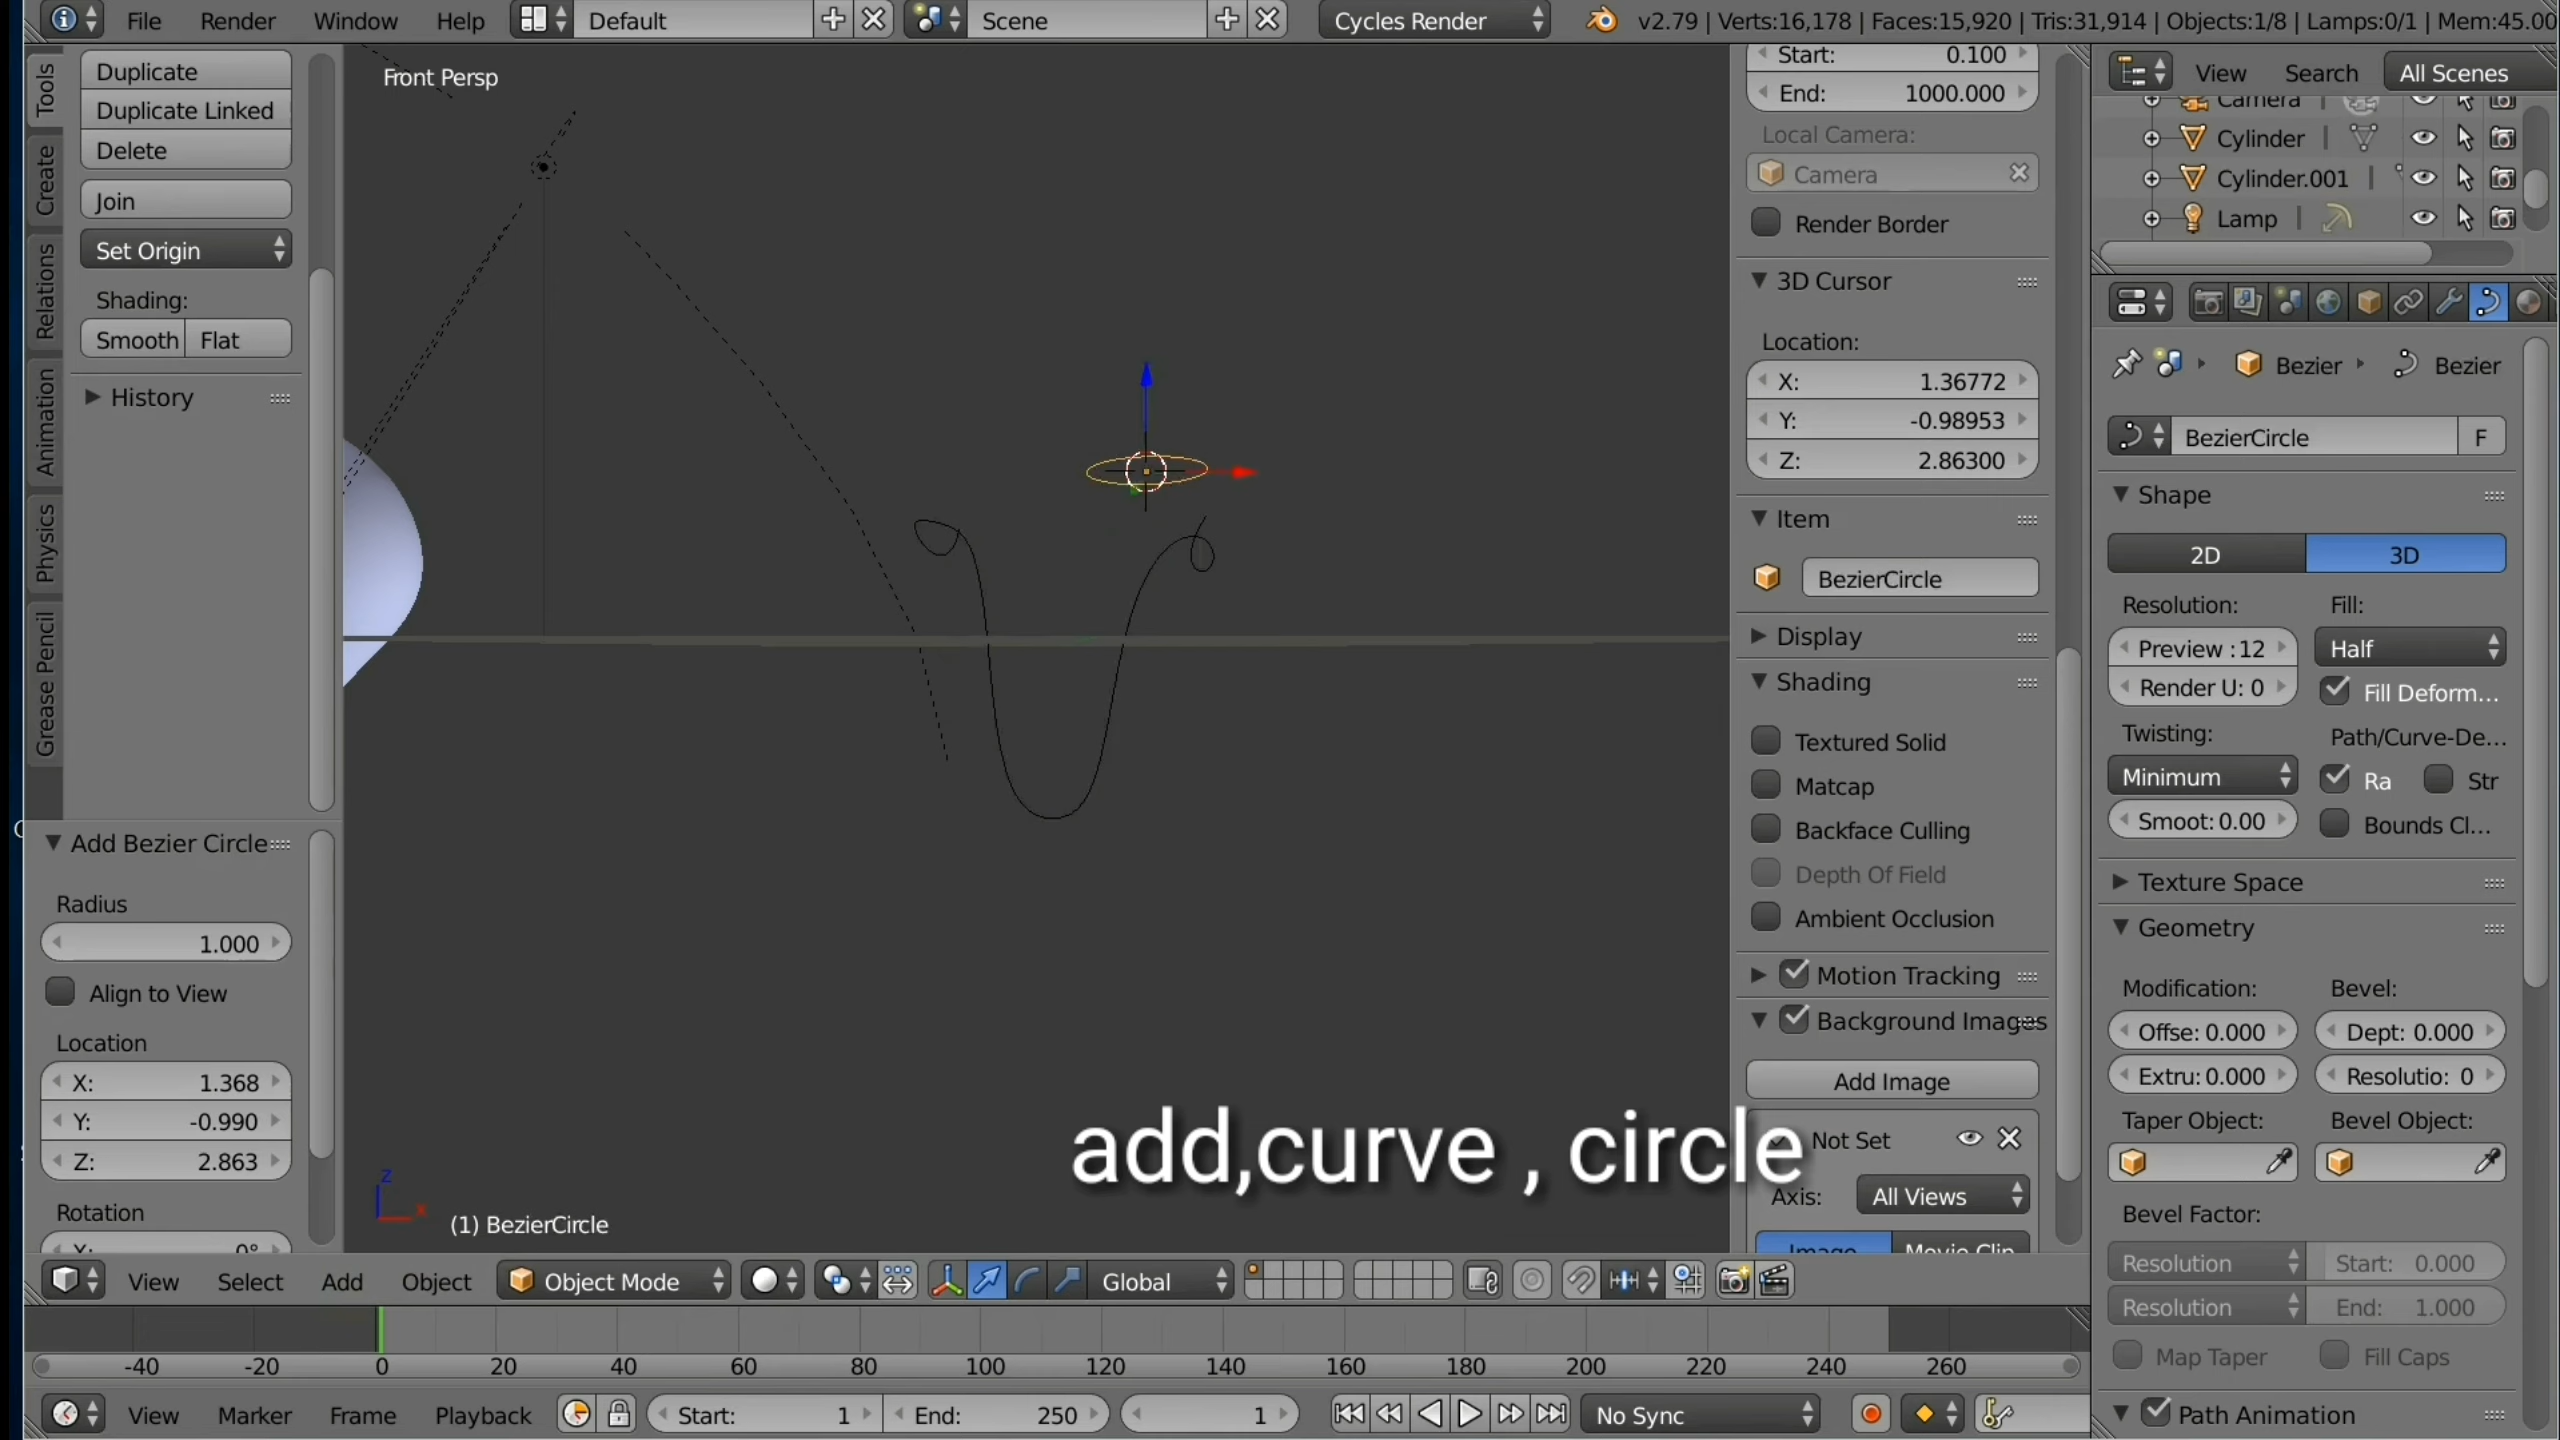 File Render Window Help Default Scene Cycles Render v2.79 | Verts:16,178 | Faces:15,920 | Tris:31,914 | Objects:1/8 | Lamps:0/1 | Mem:45.00
Tools
Create
Relations
Animation
Physics
Grease Pencil
Duplicate
Duplicate Linked
Delete
Join
Set Origin
Shading:
Smooth Flat
History
Add Bezier Circle
Radius
1.000
Align to View
Location
X: 1.368
Y: -0.990
Z: 2.863
Rotation
X: 0°
Front Persp
z
x
(1) BezierCircle
add,curve , circle
Start: 0.100
End: 1000.000
Local Camera:
Camera
Render Border
3D Cursor
Location:
X: 1.36772
Y: -0.98953
Z: 2.86300
Item
BezierCircle
Display
Shading
Textured Solid
Matcap
Backface Culling
Depth Of Field
Ambient Occlusion
Motion Tracking
Background Images
Add Image
Not Set
Axis: All Views
Image Movie Clip
View Search All Scenes
Camera
Cylinder
Cylinder.001
Lamp
Bezier Bezier
BezierCircle F
Shape
2D 3D
Resolution: Fill:
Preview :12 Half
Render U: 0 Fill Deform...
Twisting: Path/Curve-De...
Minimum Ra Str
Smoot: 0.00 Bounds Cl...
Texture Space
Geometry
Modification: Bevel:
Offse: 0.000 Dept: 0.000
Extru: 0.000 Resolutio: 0
Taper Object: Bevel Object:
Bevel Factor:
Resolution Start: 0.000
Resolution End: 1.000
Map Taper Fill Caps
Path Animation
View Select Add Object Object Mode Global
-40 -20 0 20 40 60 80 100 120 140 160 180 200 220 240 260
View Marker Frame Playback Start: 1 End: 250 1 No Sync